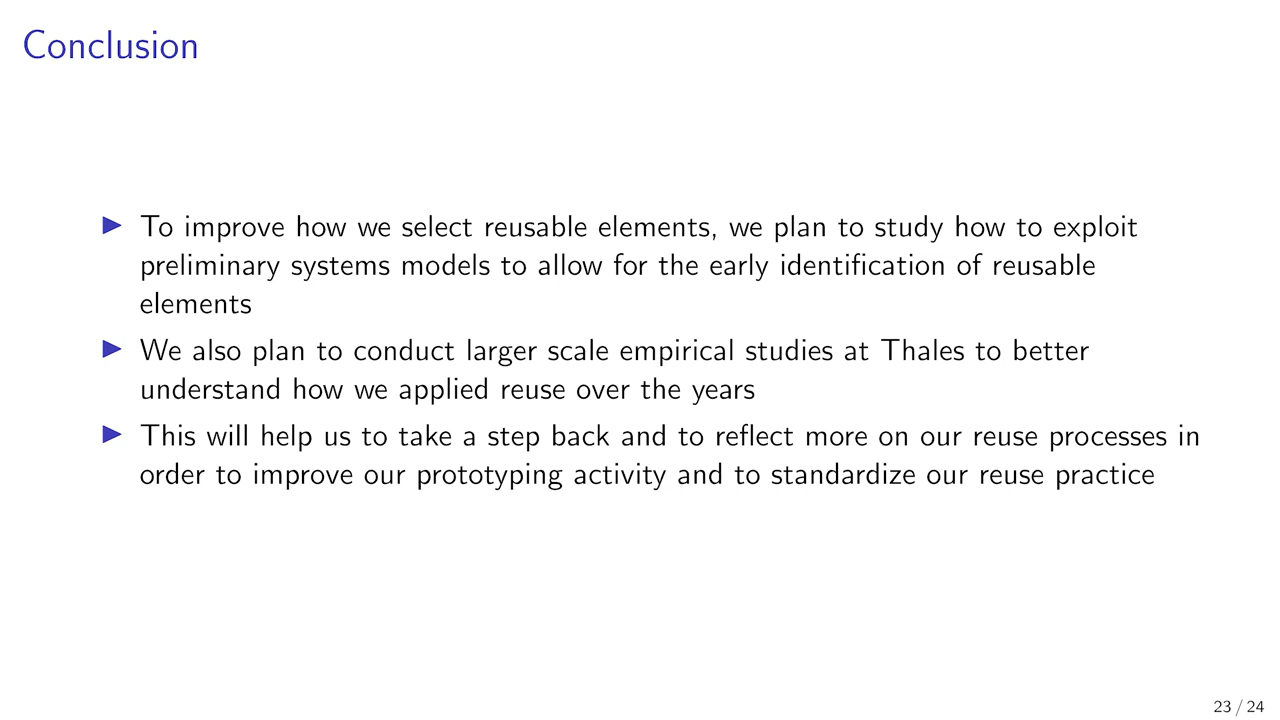 Conclusion
To improve how we select reusable elements, we plan to study how to exploit
preliminary systems models to allow for the early identification of reusable
elements
We also plan to conduct larger scale empirical studies at Thales to better
understand how we applied reuse over the years
This will help us to take a step back and to reflect more on our reuse processes in
order to improve our prototyping activity and to standardize our reuse practice
23 / 24